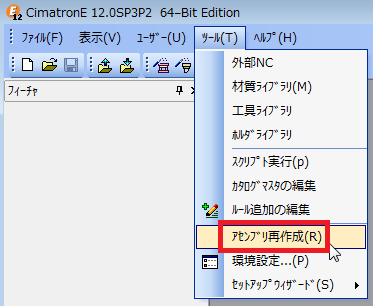 CimatronE 12.0SP3P2 64-Bit Edition
ﾌｧｲﾙ(F) 表示(V) ﾕｰｻﾞｰ(U) ﾂｰﾙ(T) ﾍﾙﾌﾟ(H)
ﾌｨｰﾁｬ
外部NC
材質ﾗｲﾌﾞﾗﾘ(M)
工具ﾗｲﾌﾞﾗﾘ
ﾎﾙﾀﾞﾗｲﾌﾞﾗﾘ
ｽｸﾘﾌﾟﾄ実行(p)
ｶﾀﾛｸﾞﾏｽﾀの編集
ﾙｰﾙ追加の編集
ｱｾﾝﾌﾞﾘ再作成(R)
環境設定...(P)
ｾｯﾄｱｯﾌﾟｳｨｻﾞｰﾄﾞ(S)